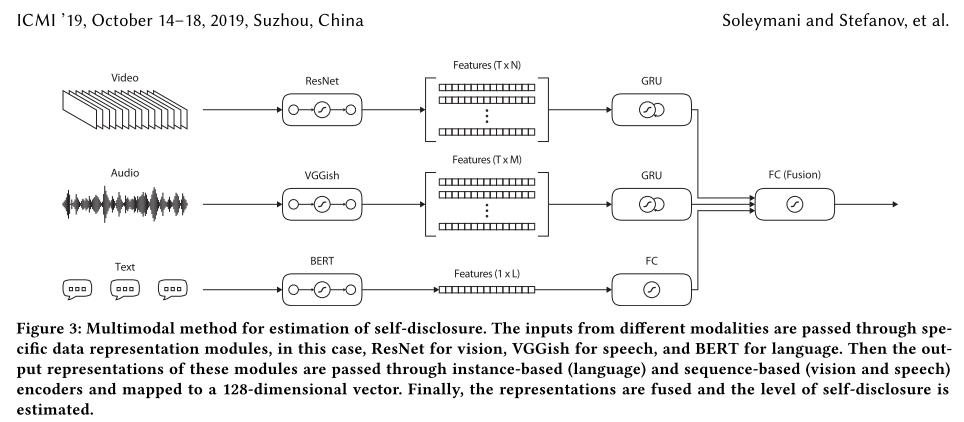 ICMI ’19, October 14–18, 2019, Suzhou, China
Soleymani and Stefanov, et al.
Video
ResNet
Features (T x N)
GRU
Audio
VGGish
Features (T x M)
GRU
FC (Fusion)
Text
BERT
Features (1 x L)
FC
Figure 3: Multimodal method for estimation of self-disclosure. The inputs from different modalities are passed through spe-
cific data representation modules, in this case, ResNet for vision, VGGish for speech, and BERT for language. Then the out-
put representations of these modules are passed through instance-based (language) and sequence-based (vision and speech)
encoders and mapped to a 128-dimensional vector. Finally, the representations are fused and the level of self-disclosure is
estimated.